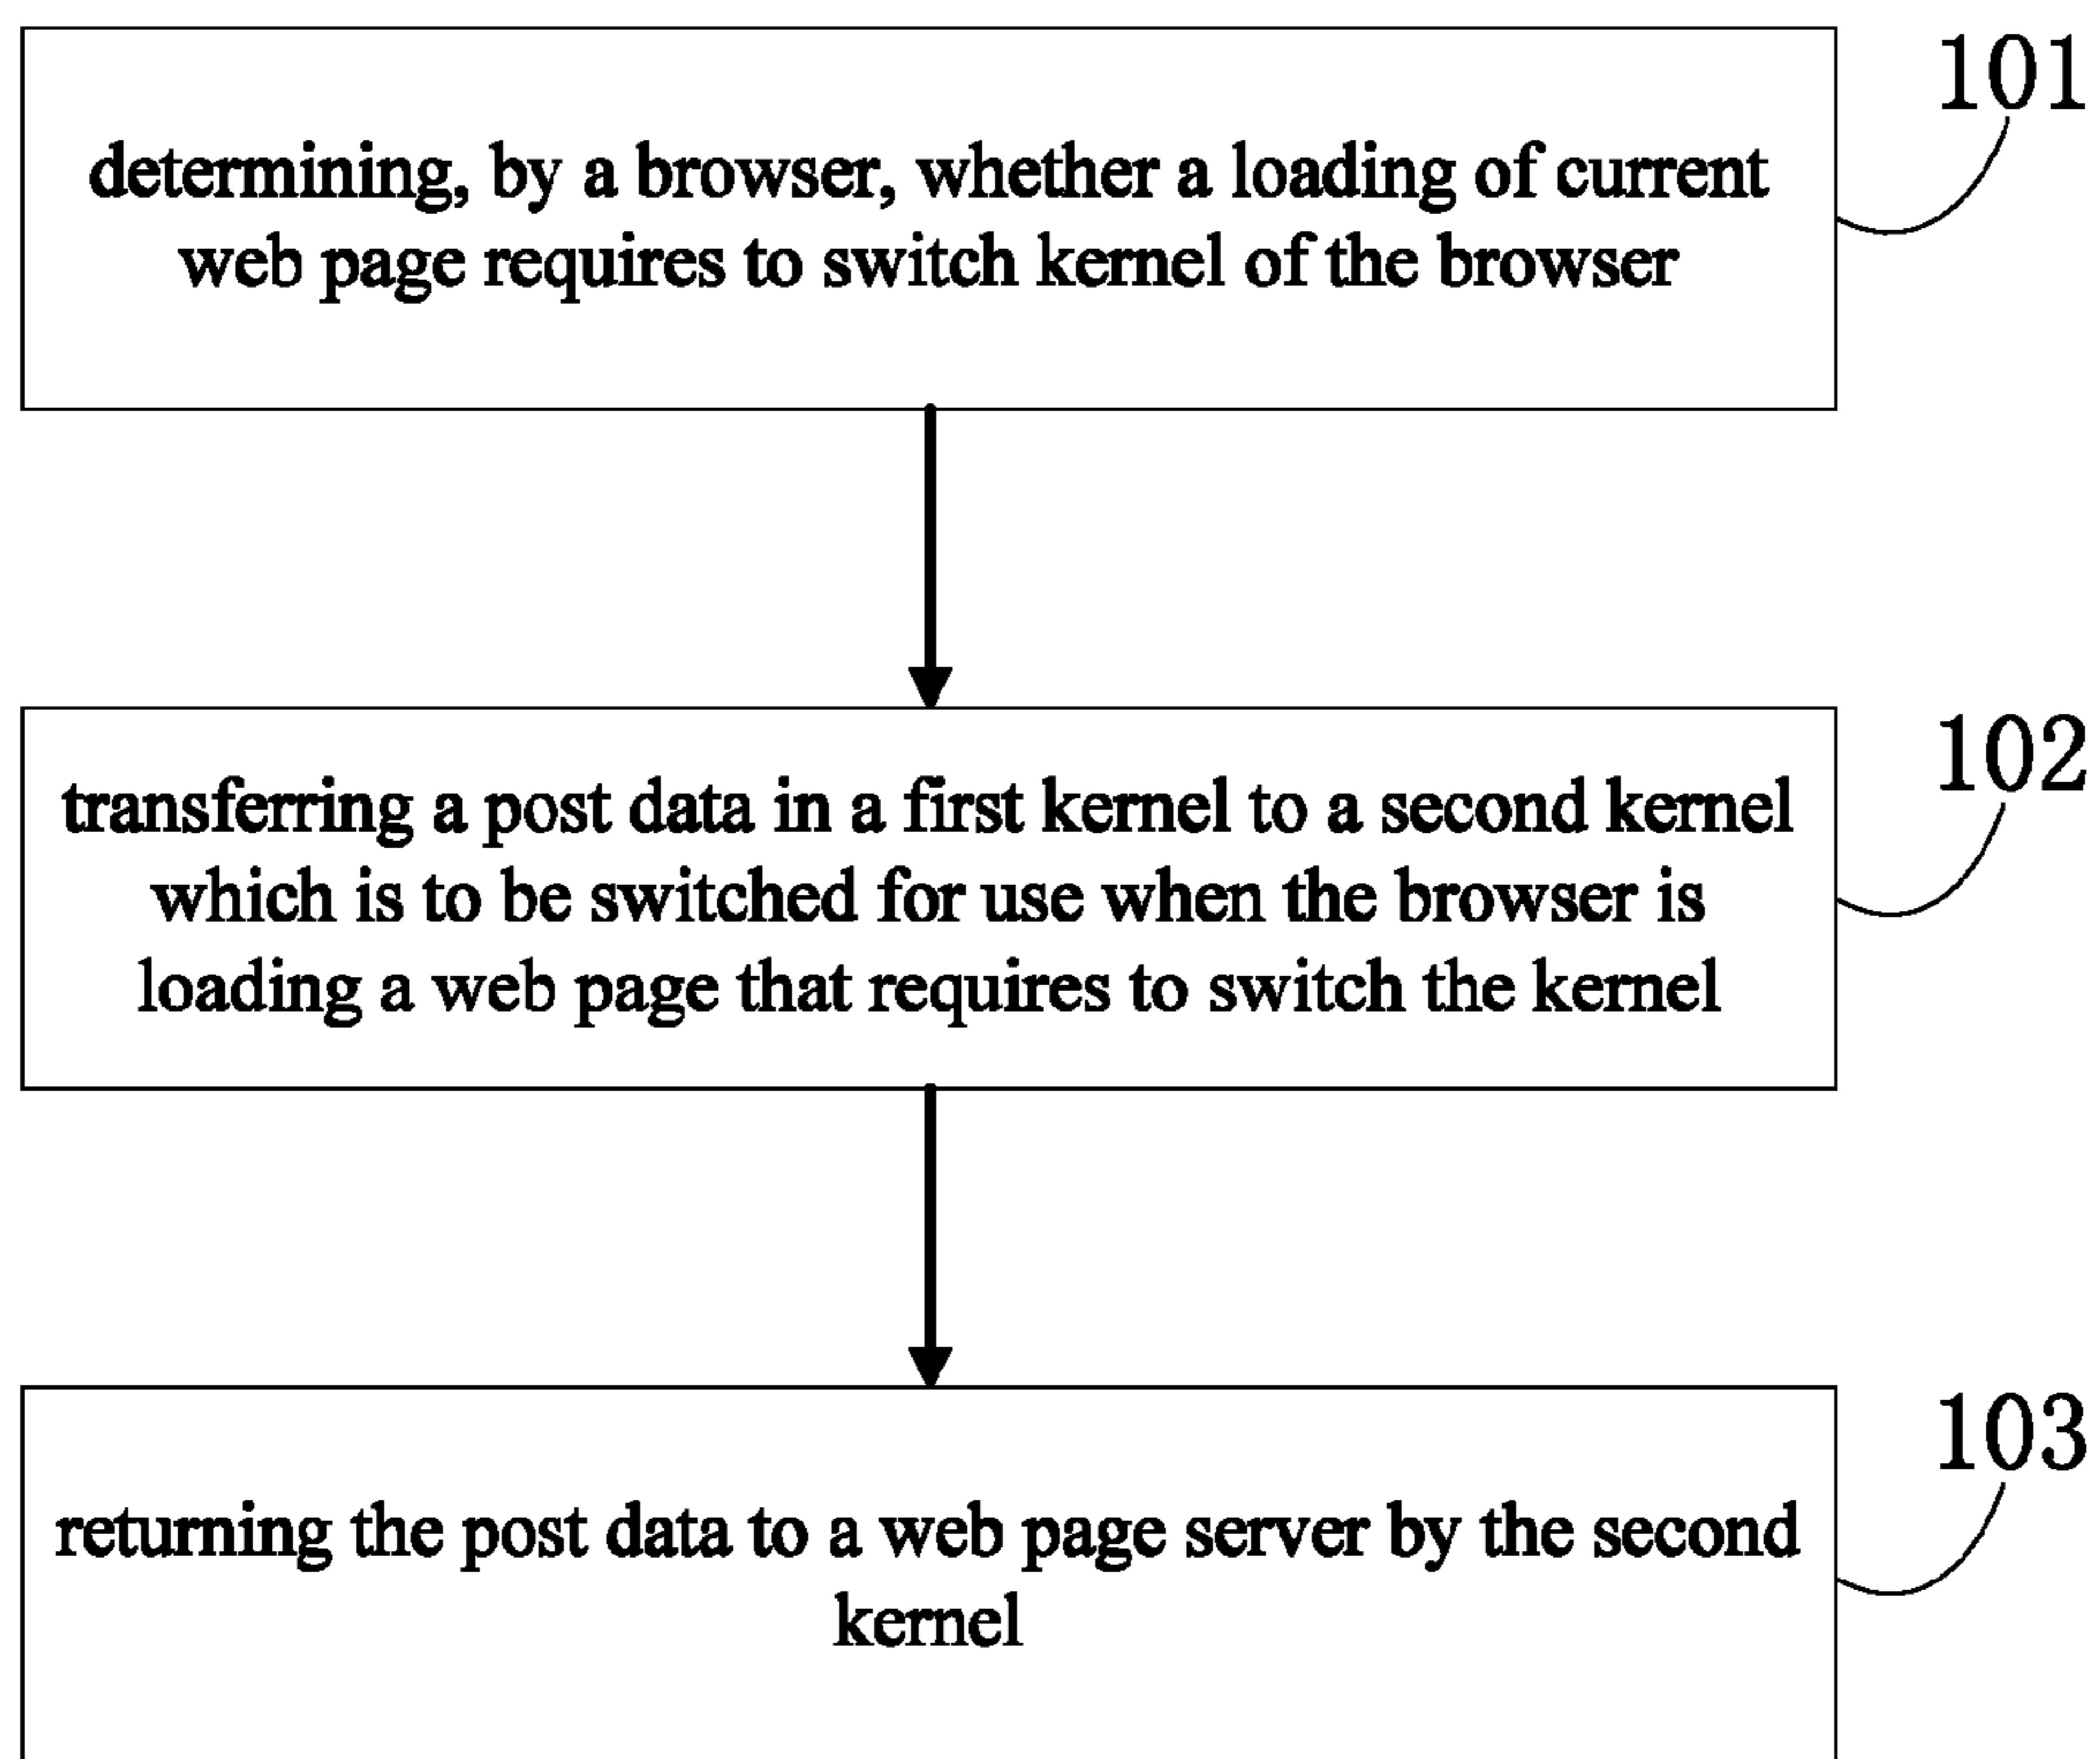 101
determining, by a browser, whether a loading of current
web page requires to switch kernel of the browser
102
transferring a post data in a first kernel to a second kernel
which is to be switched for use when the browser is
loading a web page that requires to switch the kernel
103
returning the post data to a web page server by the second
kernel